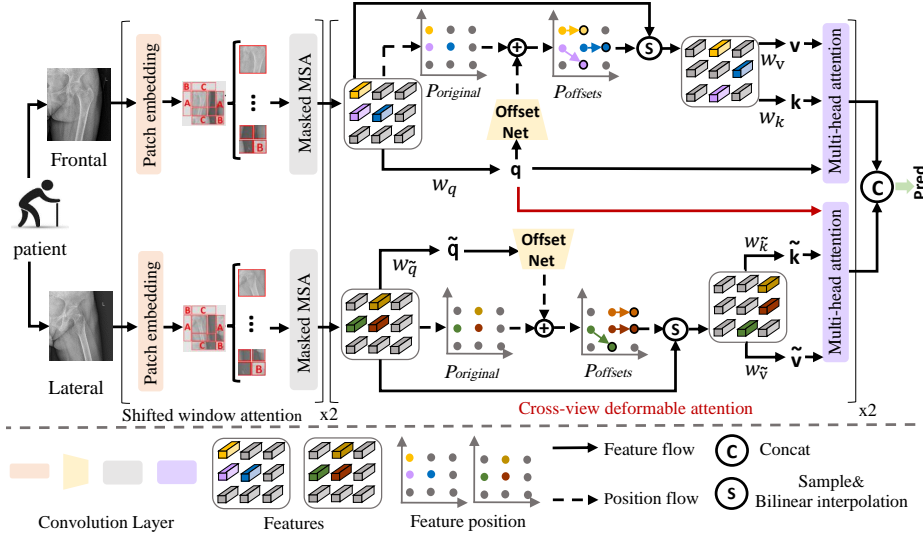 Frontal
patient
Lateral
Patch embedding
B C
A A
C B
B
Masked MSA
P_original
P_offsets
Offset
Net
w_q
q
S
w_v
v
w_k
k
Multi-head attention
C
Pred
Patch embedding
B C
A A
C B
B
Masked MSA
w_q̃
q̃
Offset
Net
P_original
P_offsets
S
w_k̃
k̃
w_ṽ
ṽ
Multi-head attention
Shifted window attention
x2
Cross-view deformable attention
x2
Convolution Layer
Features
Feature position
Feature flow
Position flow
C
Concat
S
Sample&
Bilinear interpolation